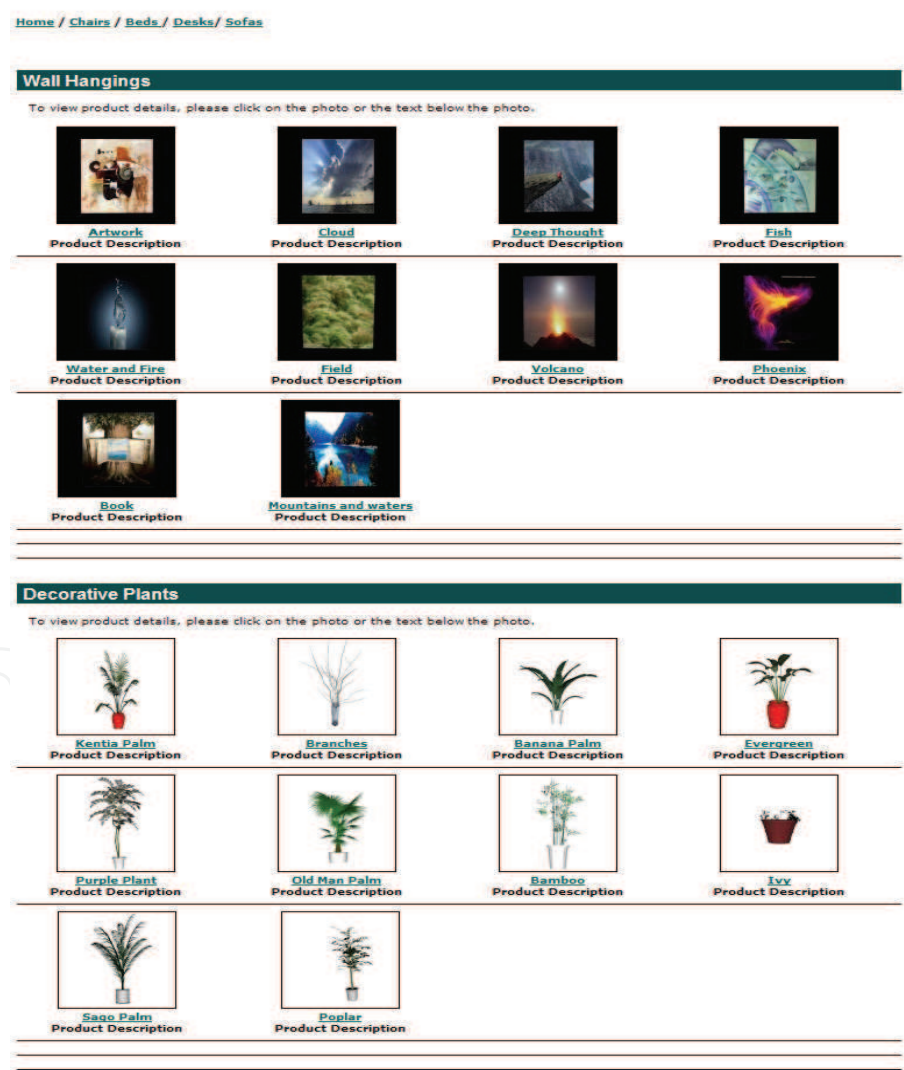 Home / Chairs / Beds / Desks/ Sofas
Wall Hangings
To view product details, please click on the photo or the text below the photo.
Artwork Cloud Deep Thought Fish
Product Description Product Description Product Description Product Description
Water and Fire Field Volcano Phoenix
Product Description Product Description Product Description Product Description
Book Mountains and waters
Product Description Product Description
Decorative Plants
To view product details, please click on the photo or the text below the photo.
Kentia Palm Branches Banana Palm Evergreen
Product Description Product Description Product Description Product Description
Purple Plant Old Man Palm Bamboo Ivy
Product Description Product Description Product Description Product Description
Sago Palm Poplar
Product Description Product Description